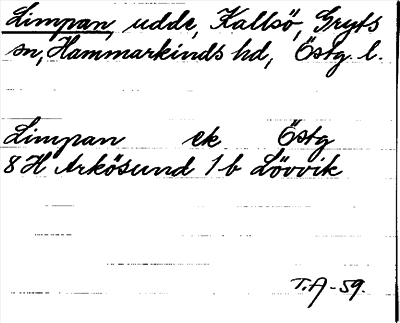 Limpan, udde, Kallsö, Gryts
sn, Hammarkinds hd, Östg. l.
Limpan ek Östg
8 H Arkösund 1 b Lövvik
T.A-59.